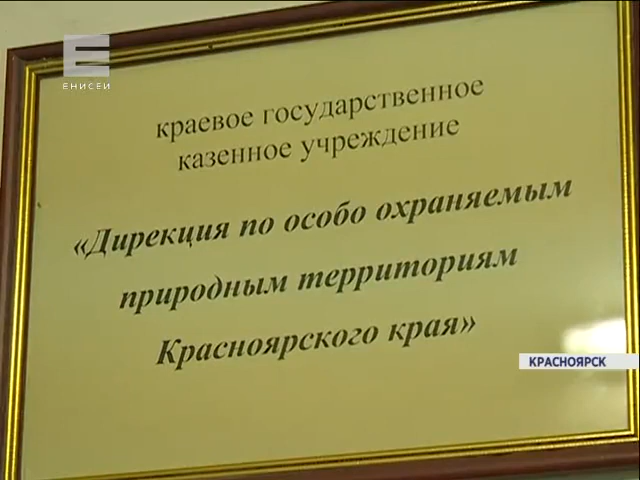 Е
ЕНИСЕЙ
краевое государственное
казенное учреждение
«Дирекция по особо охраняемым
природным территориям
Красноярского края»
КРАСНОЯРСК